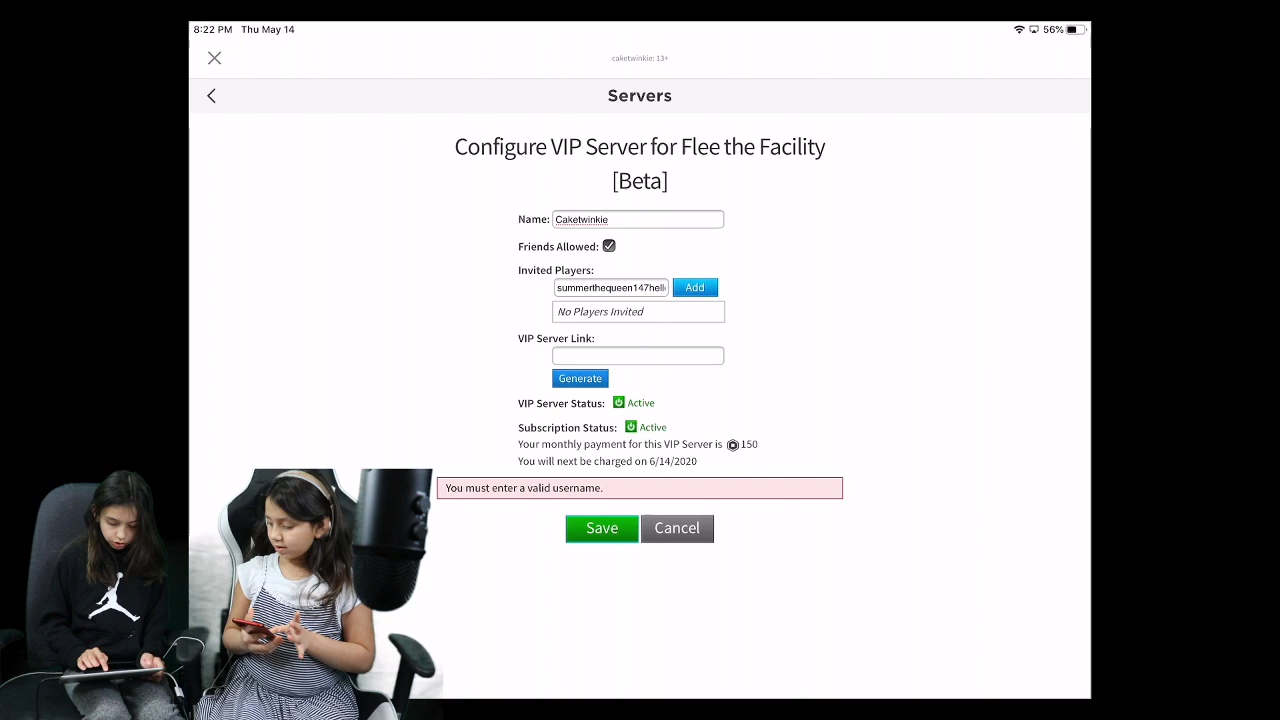 8:22 PM Thu May 14
56%
caketwinkie: 13+
Servers
Configure VIP Server for Flee the Facility
[Beta]
Name: Caketwinkie
Friends Allowed:
Invited Players:
summerthequeen147hell
Add
No Players Invited
VIP Server Link:
Generate
VIP Server Status: Active
Subscription Status: Active
Your monthly payment for this VIP Server is 150
You will next be charged on 6/14/2020
You must enter a valid username.
Save Cancel